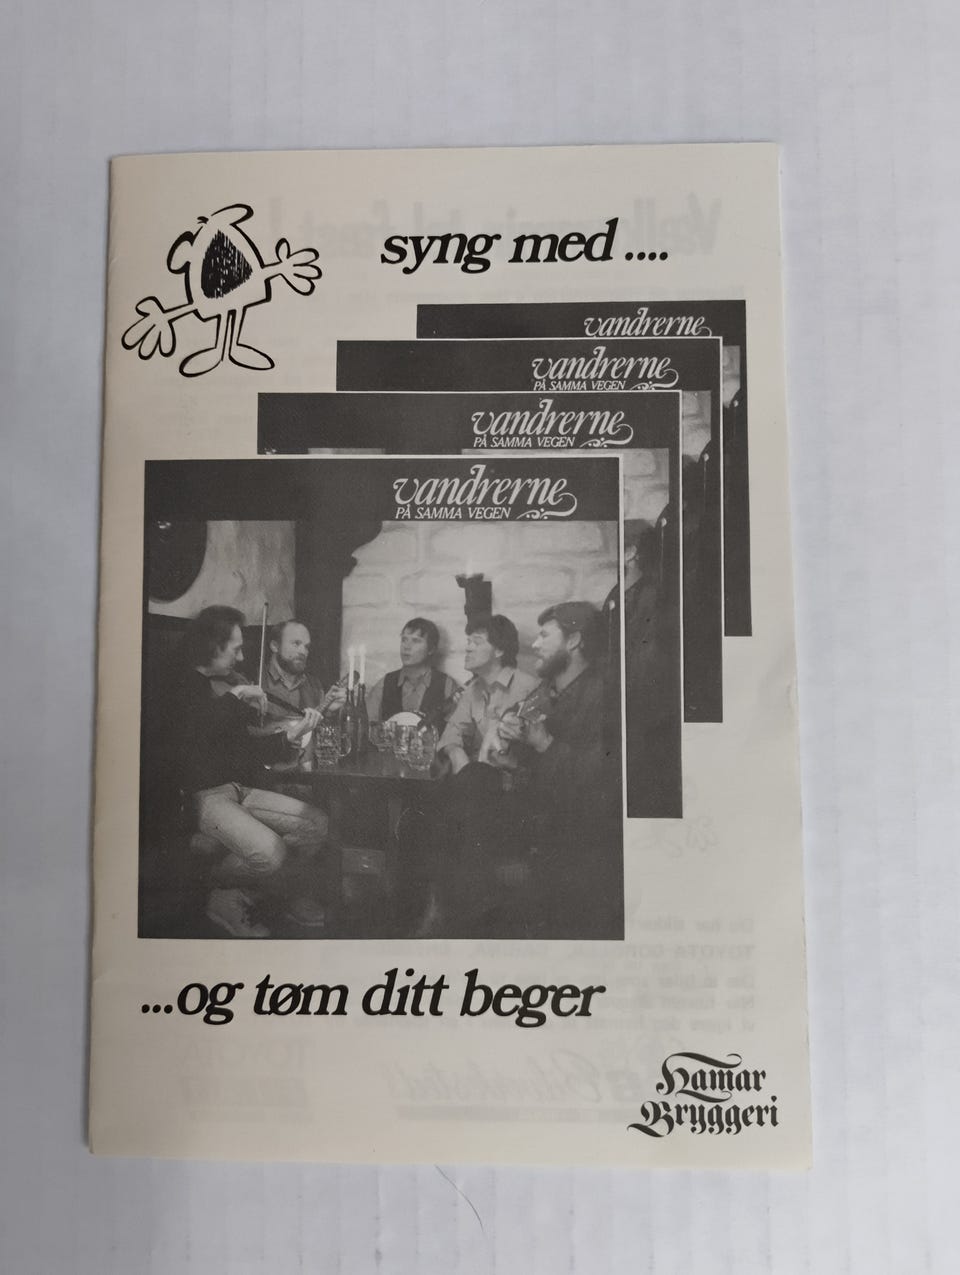 syng med ....
vandrerne
vandrerne
PÅ SAMMA VEGEN
vandrerne
PÅ SAMMA VEGEN
vandrerne
PÅ SAMMA VEGEN
...og tøm ditt beger
Hamar
Bryggeri